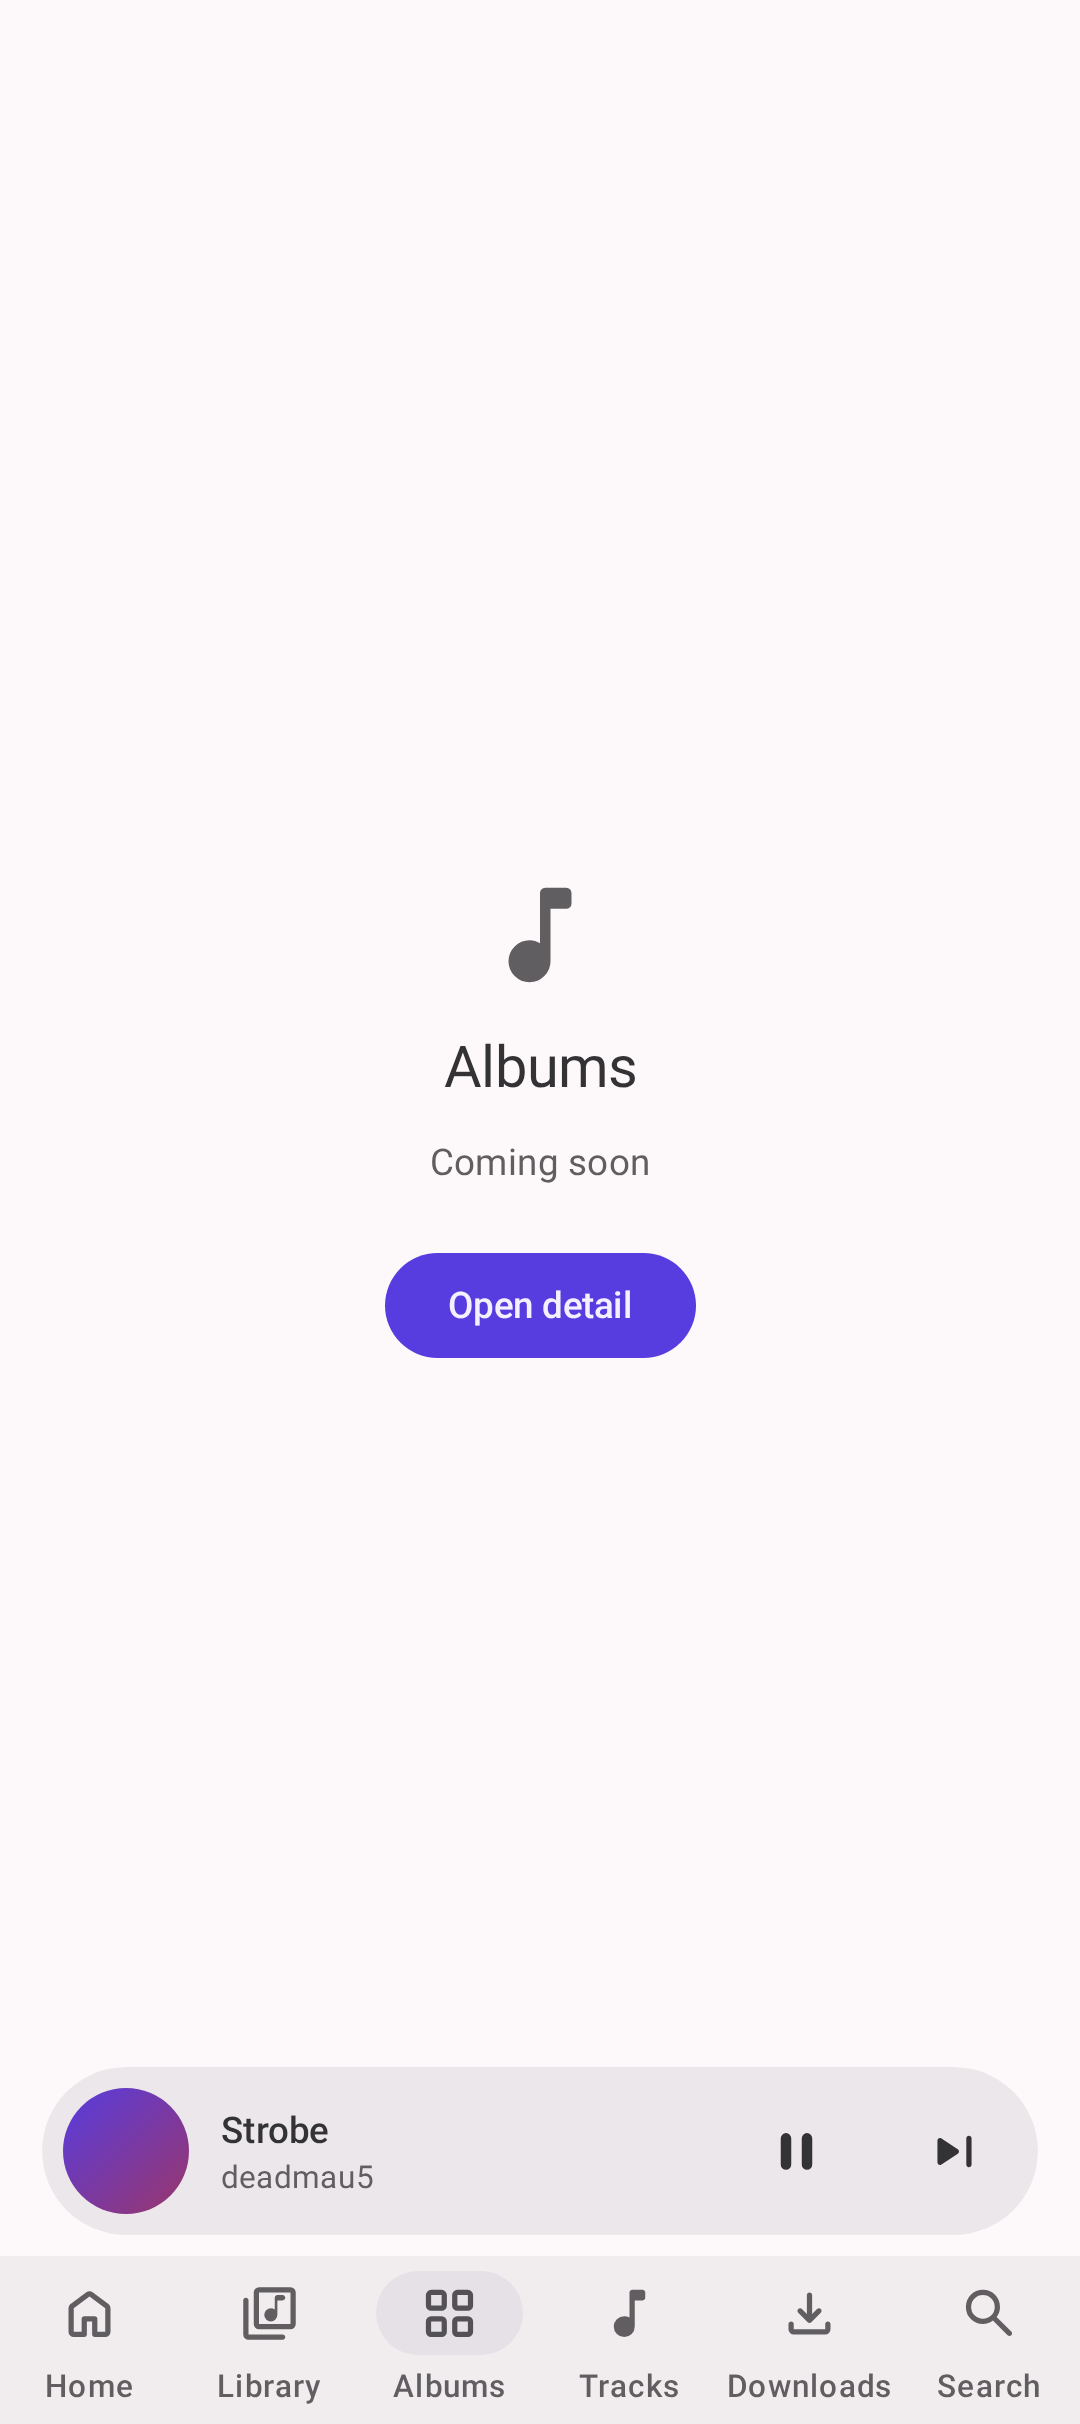 Albums
Coming soon
Open detail
Strobe
deadmau5
Home
Library
Albums
Tracks
Downloads
Search